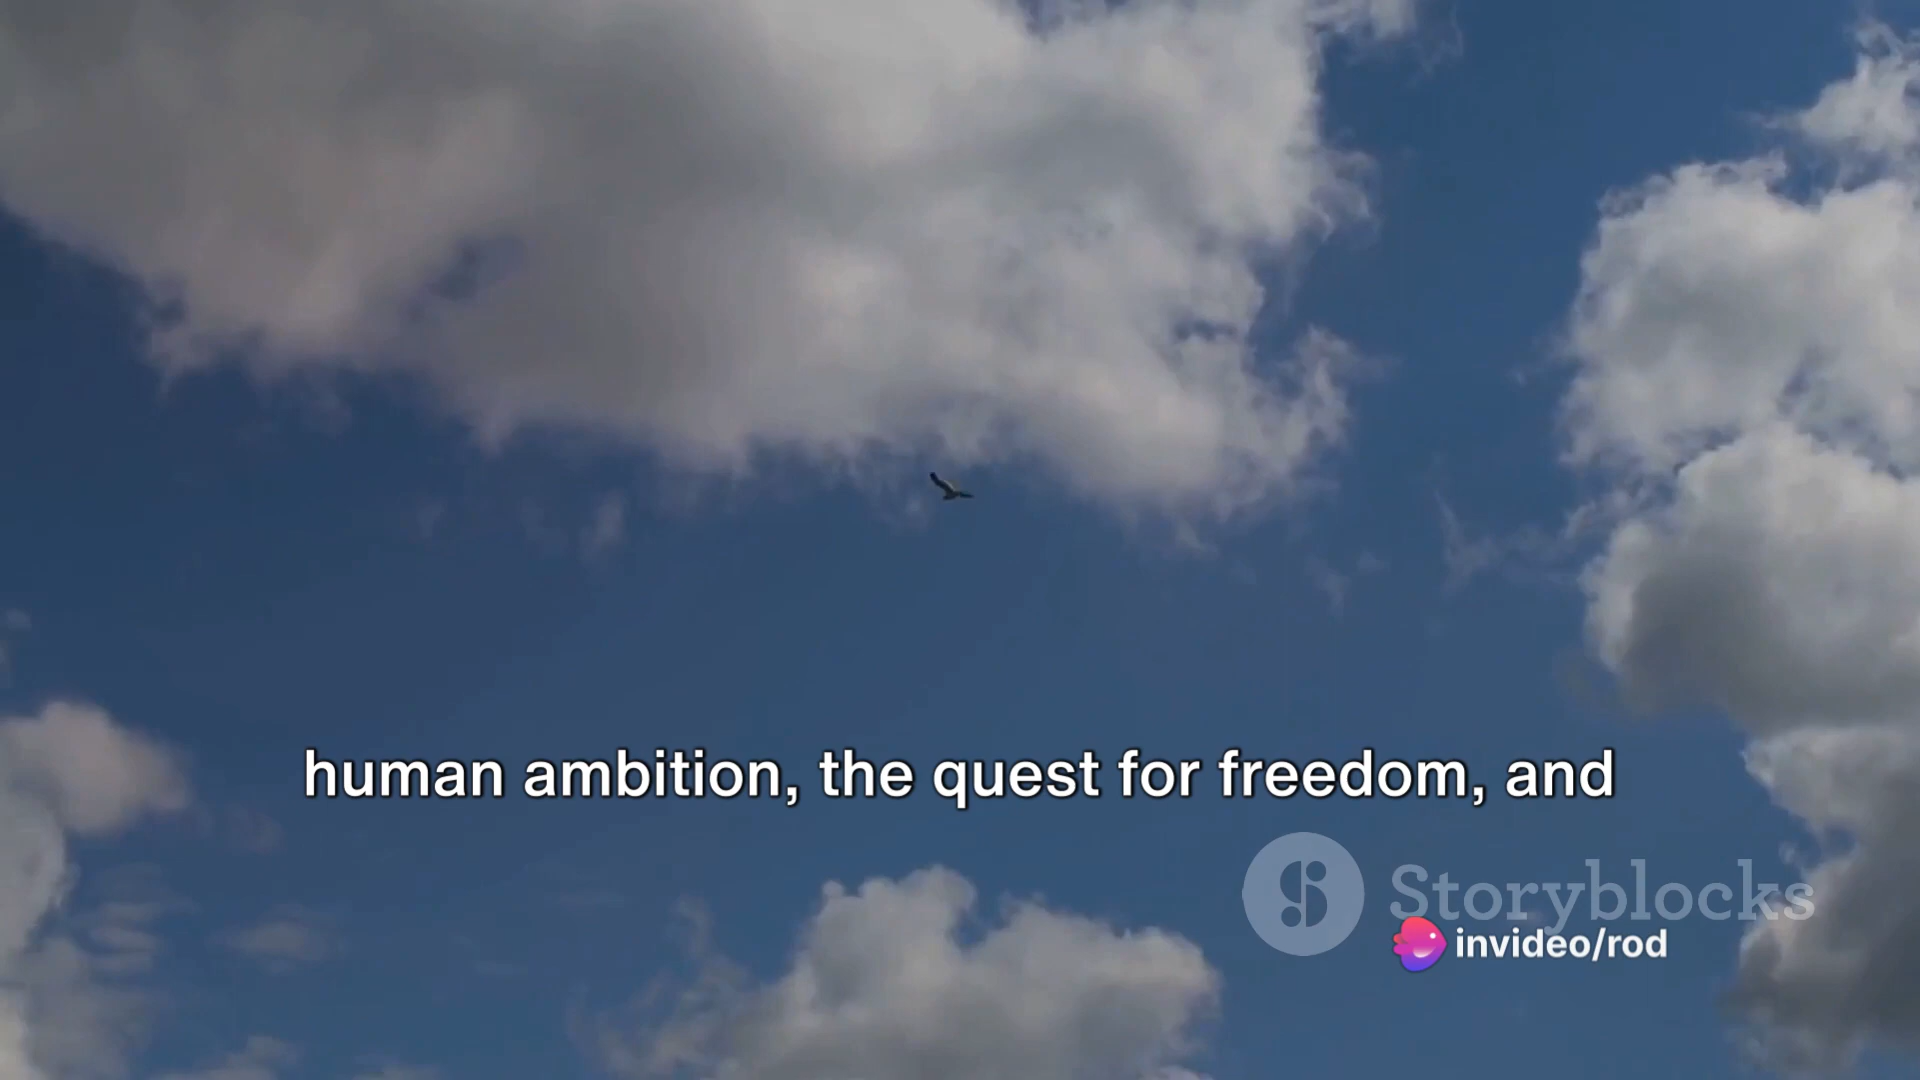 human ambition, the quest for freedom, and
Storyblocks
invideo/rod